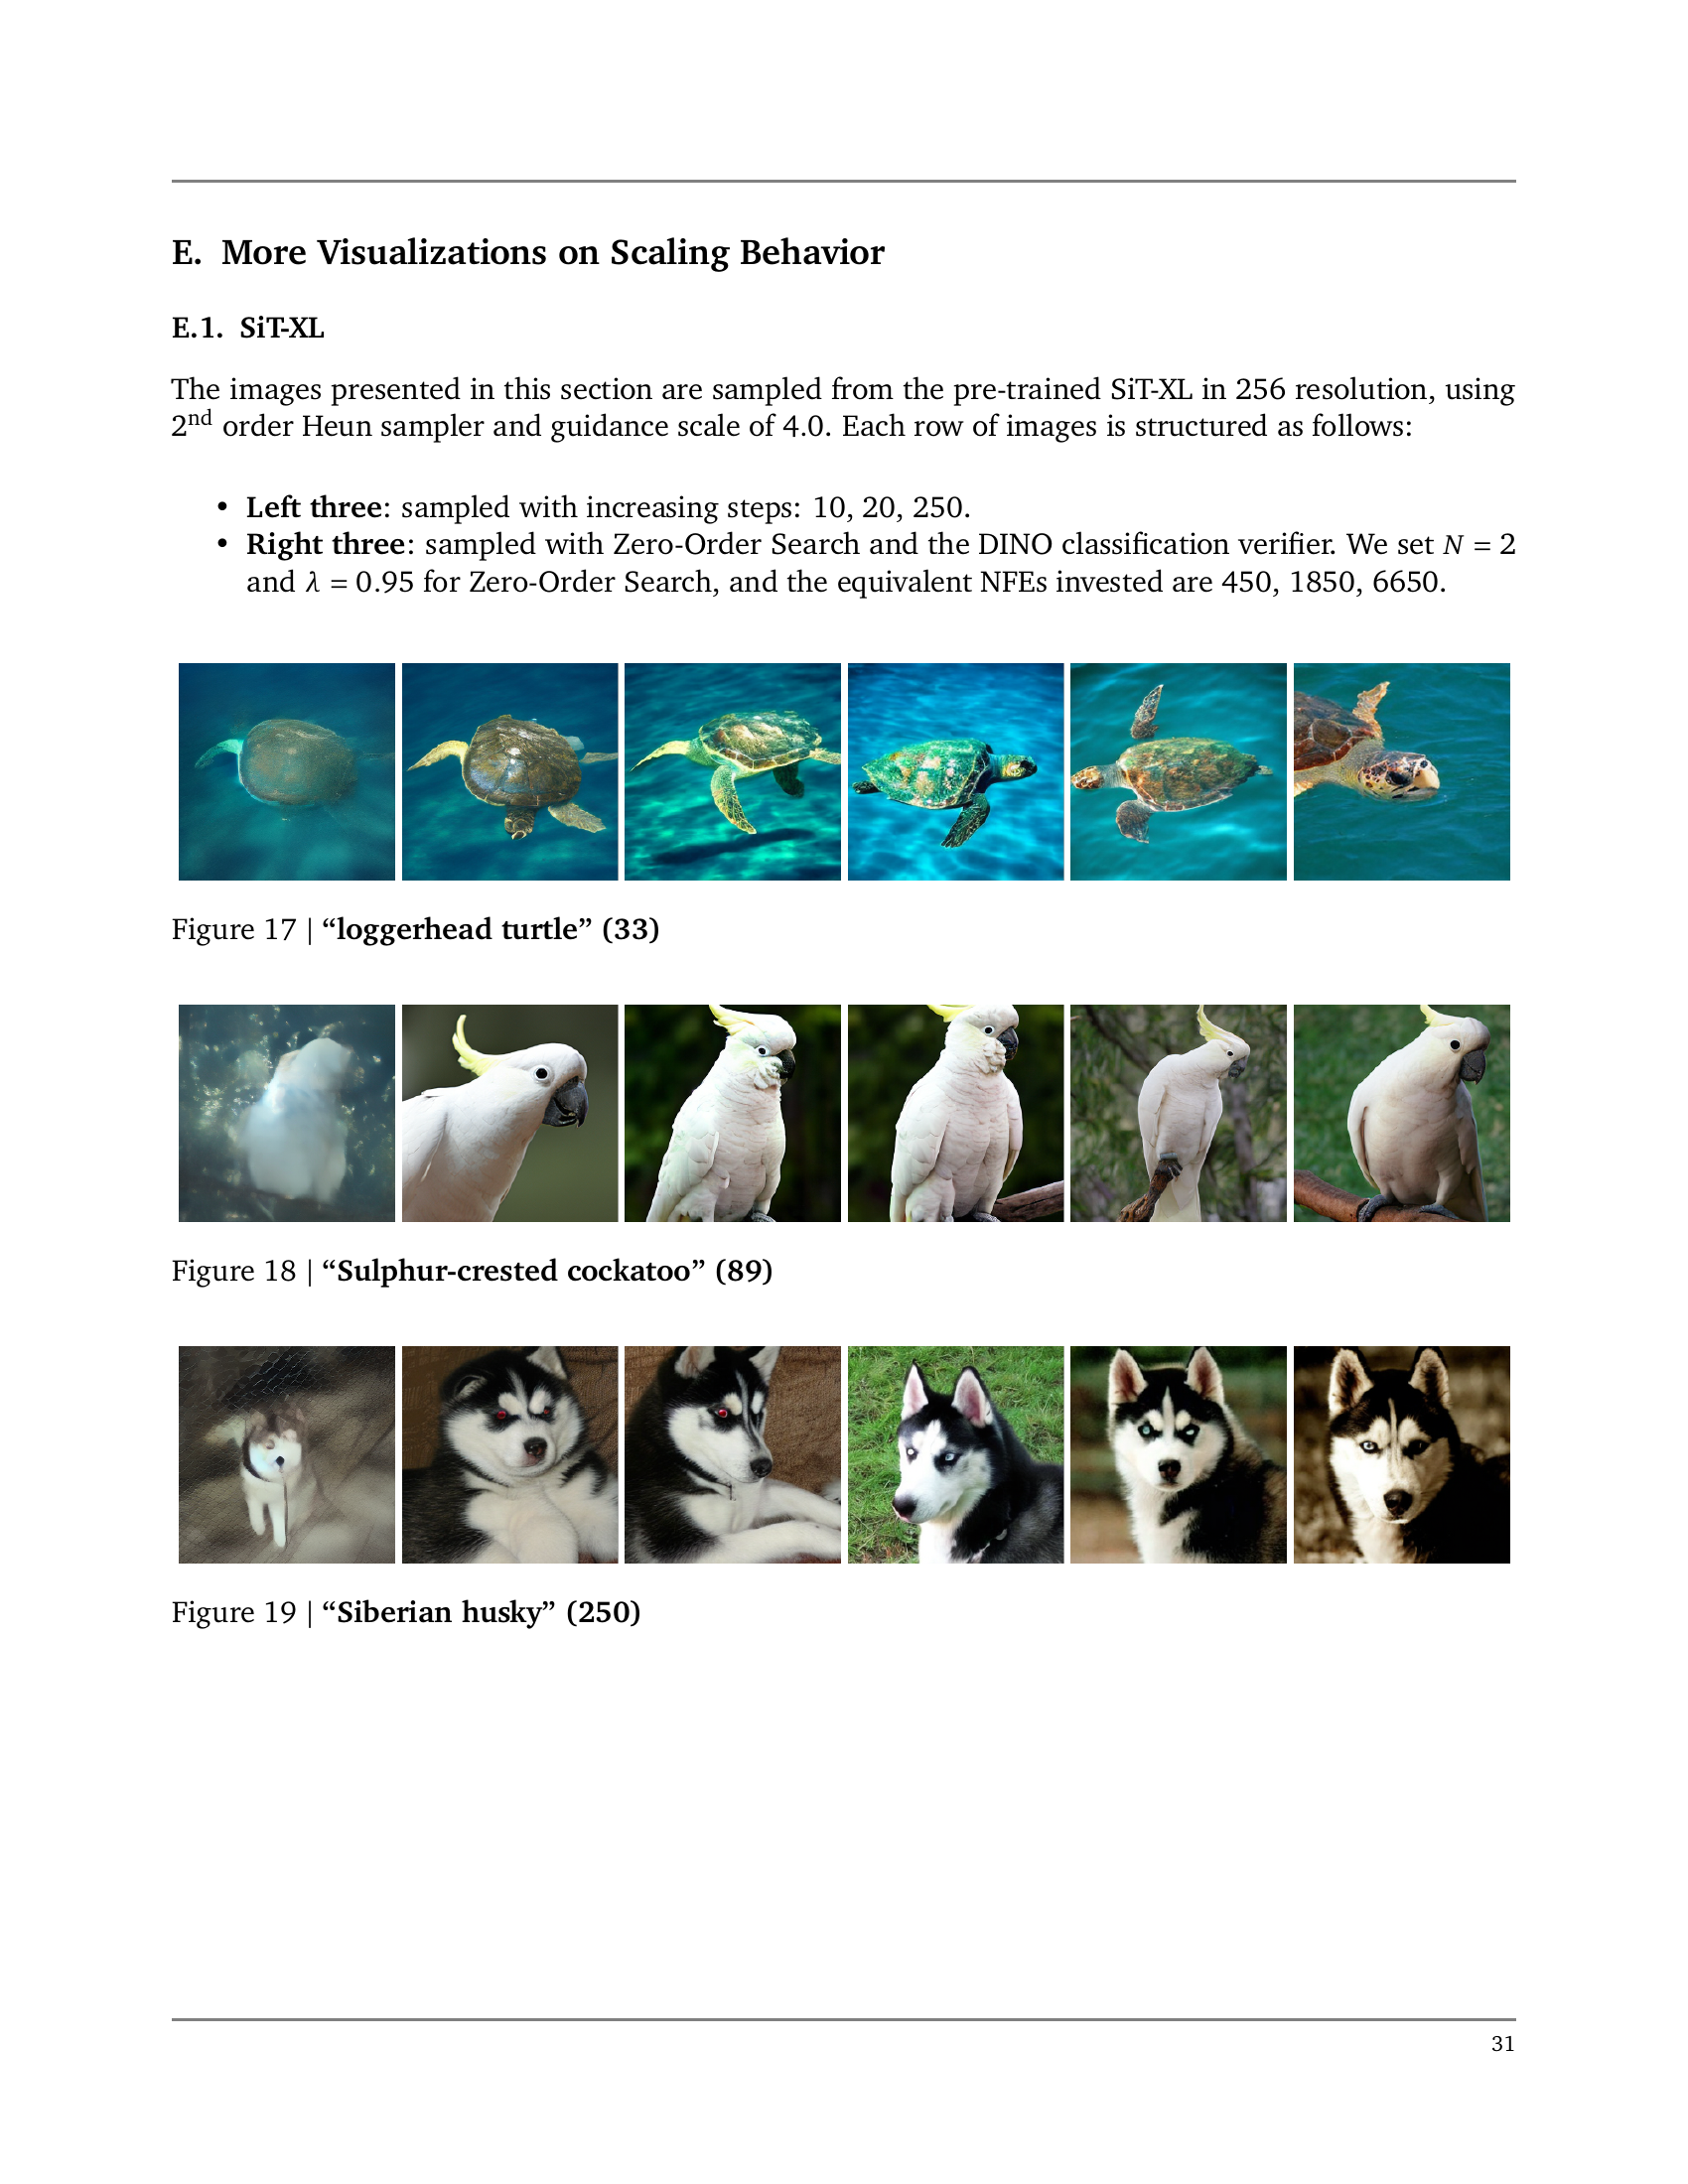 E. More Visualizations on Scaling Behavior
E.1. SiT-XL
The images presented in this section are sampled from the pre-trained SiT-XL in 256 resolution, using
2nd order Heun sampler and guidance scale of 4.0. Each row of images is structured as follows:
• Left three: sampled with increasing steps: 10, 20, 250.
• Right three: sampled with Zero-Order Search and the DINO classification verifier. We set N = 2
and λ = 0.95 for Zero-Order Search, and the equivalent NFEs invested are 450, 1850, 6650.
Figure 17 | “loggerhead turtle” (33)
Figure 18 | “Sulphur-crested cockatoo” (89)
Figure 19 | “Siberian husky” (250)
31